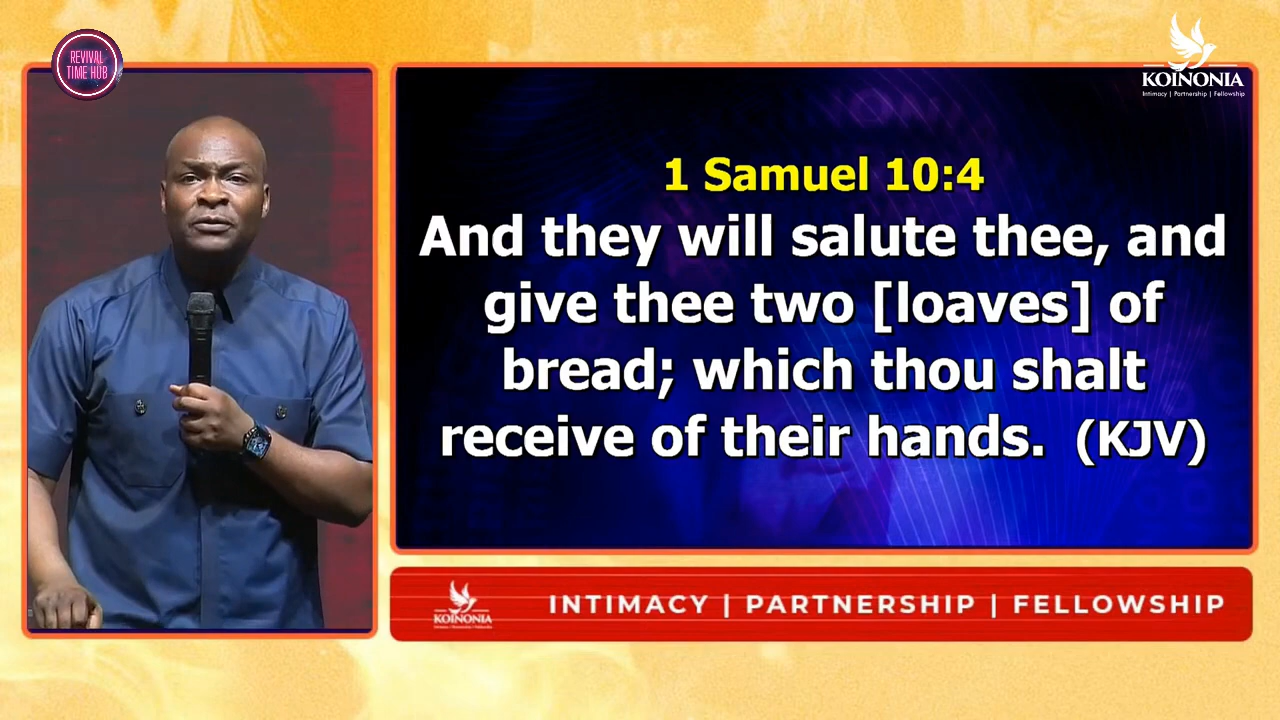 REVIVAL
TIME HUB
KOINONIA
Intimacy | Partnership | Fellowship
1 Samuel 10:4
And they will salute thee, and
give thee two [loaves] of
bread; which thou shalt
receive of their hands. (KJV)
KOINONIA
INTIMACY | PARTNERSHIP | FELLOWSHIP